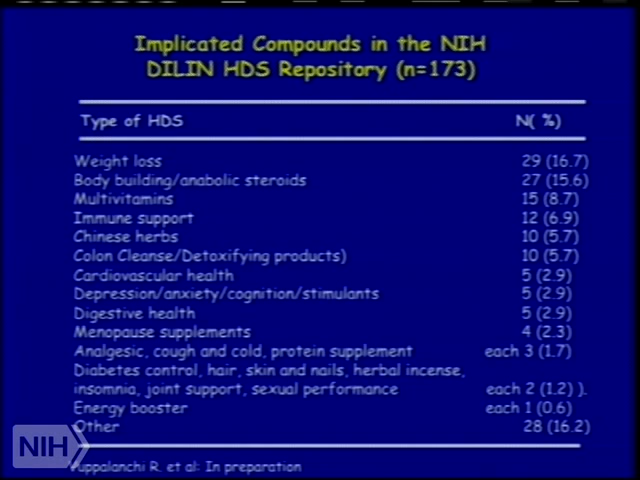 Implicated Compounds in the NIH
DILIN HDS Repository (n=173)
Type of HDS N( %)
Weight loss 29 (16.7)
Body building/anabolic steroids 27 (15.6)
Multivitamins 15 (8.7)
Immune support 12 (6.9)
Chinese herbs 10 (5.7)
Colon Cleanse/Detoxifying products) 10 (5.7)
Cardiovascular health 5 (2.9)
Depression/anxiety/cognition/stimulants 5 (2.9)
Digestive health 5 (2.9)
Menopause supplements 4 (2.3)
Analgesic, cough and cold, protein supplement each 3 (1.7)
Diabetes control, hair, skin and nails, herbal incense,
insomnia, joint support, sexual performance each 2 (1.2) ).
Energy booster each 1 (0.6)
Other 28 (16.2)
NIH
Vuppalanchi R. et al: In preparation